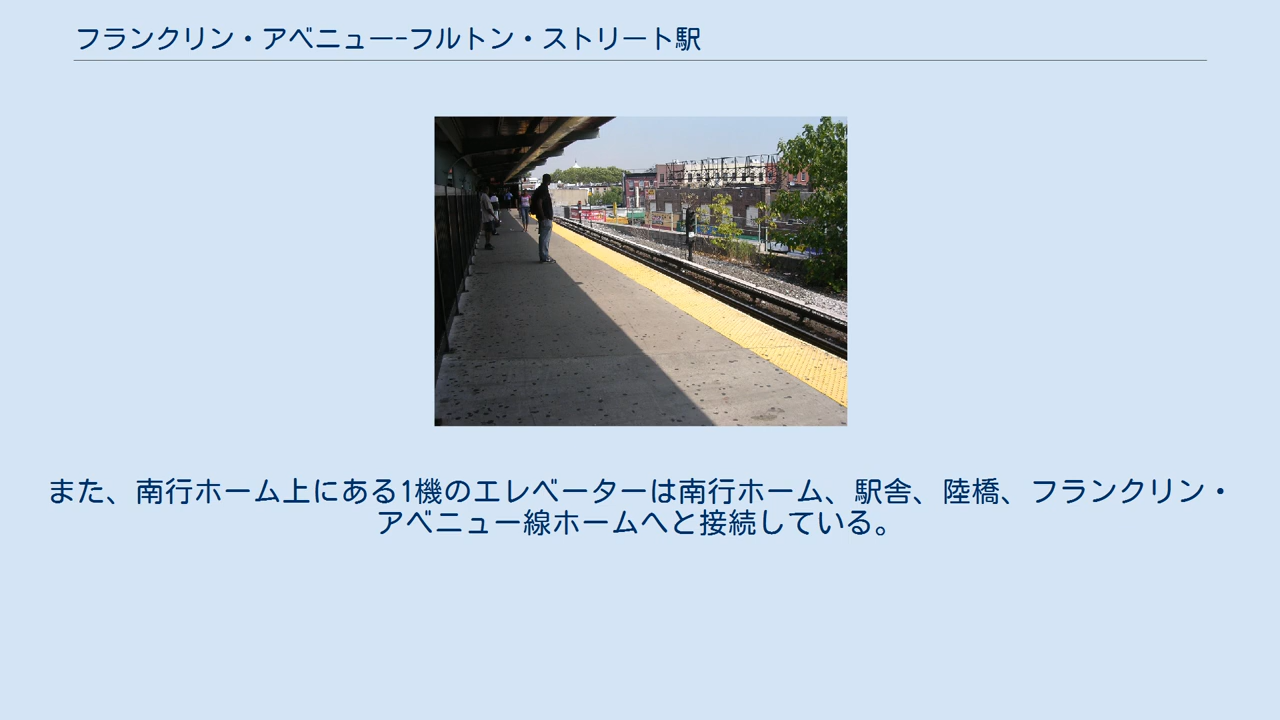 フランクリン・アベニュー-フルトン・ストリート駅
また、南行ホーム上にある1機のエレベーターは南行ホーム、駅舎、陸橋、フランクリン・
アベニュー線ホームへと接続している。